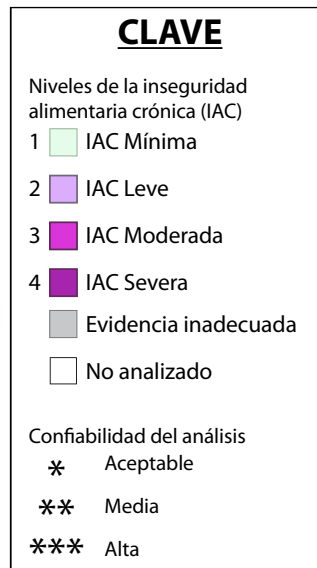 CLAVE
Niveles de la inseguridad
alimentaria crónica (IAC)
1 IAC Mínima
2 IAC Leve
3 IAC Moderada
4 IAC Severa
Evidencia inadecuada
No analizado
Confiabilidad del análisis
* Aceptable
** Media
*** Alta